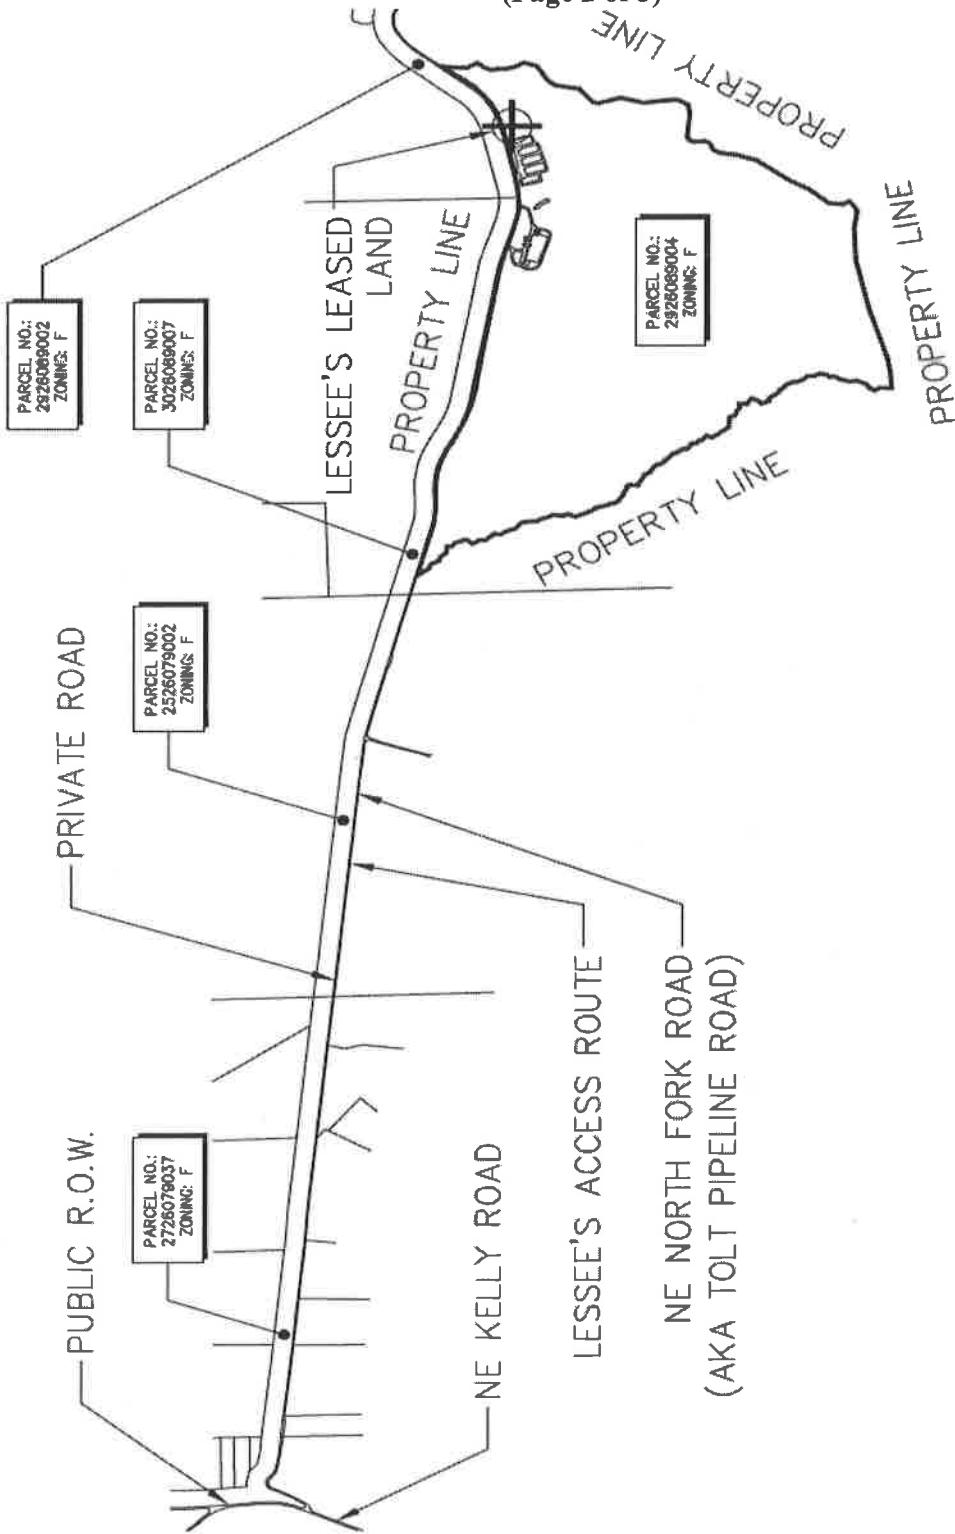 (Page of
PARCEL NO.:
2926089002
ZONING: F
PRIVATE ROAD
PUBLIC R.O.W.
PARCEL NO.:
2726079037
ZONING: F
PARCEL NO.:
2526079002
ZONING: F
PARCEL NO.:
3026089007
ZONING: F
LESSEE'S LEASED
LAND
PROPERTY LINE
NE KELLY ROAD
LESSEE'S ACCESS ROUTE
NE NORTH FORK ROAD
(AKA TOLT PIPELINE ROAD)
PROPERTY LINE
PARCEL NO.:
2926089004
ZONING: F
PROPERTY LINE
PROPERTY LINE
PROPERTY LINE